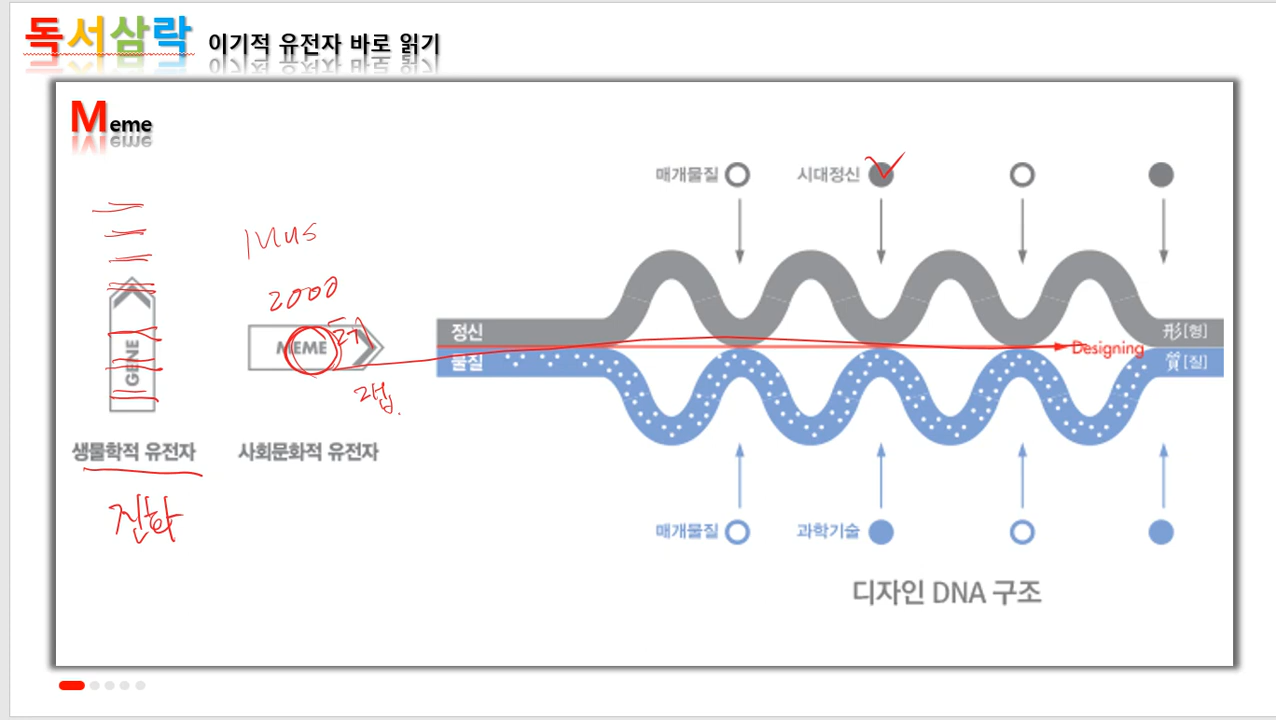 독서삼락 이기적 유전자 바로 읽기
Meme
매개물질 시대정신
2000
GENE
MEME
정신
물질
形[형]
質[질]
Designing
생물학적 유전자 사회문화적 유전자
진화
매개물질 과학기술
디자인 DNA 구조